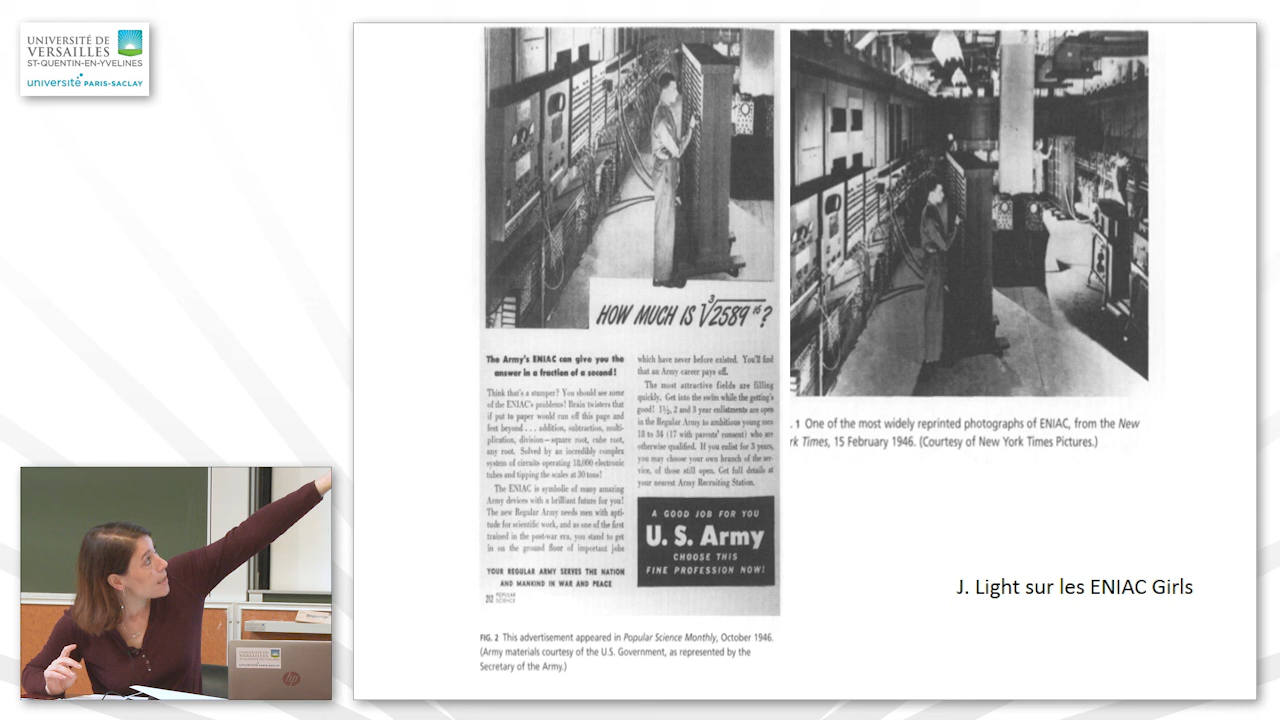 UNIVERSITÉ DE
VERSAILLES
ST-QUENTIN-EN-YVELINES
université PARIS-SACLAY
HOW MUCH IS ∛2589¹⁶?
The Army's ENIAC can give you the
answer in a fraction of a second!
Think that's a stumper? You should see some
of the ENIAC's problems! Brain twisters that
if put to paper would run off this page and
feet beyond . . . addition, subtraction, multi-
plication, division—square root, cube root,
any root. Solved by an incredibly complex
system of circuits operating 18,000 electronic
tubes and tipping the scales at 30 tons!
The ENIAC is symbolic of many amazing
Army devices with a brilliant future for you!
The new Regular Army needs men with apti-
tude for scientific work, and as one of the first
trained in the post-war era, you stand to get
in on the ground floor of important jobs
YOUR REGULAR ARMY SERVES THE NATION
AND MANKIND IN WAR AND PEACE
212 POPULAR
SCIENCE
which have never before existed. You'll find
that an Army career pays off.
The most attractive fields are filling
quickly. Get into the swim while the getting's
good! 1½, 2 and 3 year enlistments are open
in the Regular Army to ambitious young men
18 to 34 (17 with parents' consent) who are
otherwise qualified. If you enlist for 3 years,
you may choose your own branch of the ser-
vice, of those still open. Get full details at
your nearest Army Recruiting Station.
A GOOD JOB FOR YOU
U. S. Army
CHOOSE THIS
FINE PROFESSION NOW!
FIG. 2 This advertisement appeared in Popular Science Monthly, October 1946.
(Army materials courtesy of the U.S. Government, as represented by the
Secretary of the Army.)
. 1 One of the most widely reprinted photographs of ENIAC, from the New
rk Times, 15 February 1946. (Courtesy of New York Times Pictures.)
J. Light sur les ENIAC Girls
hp